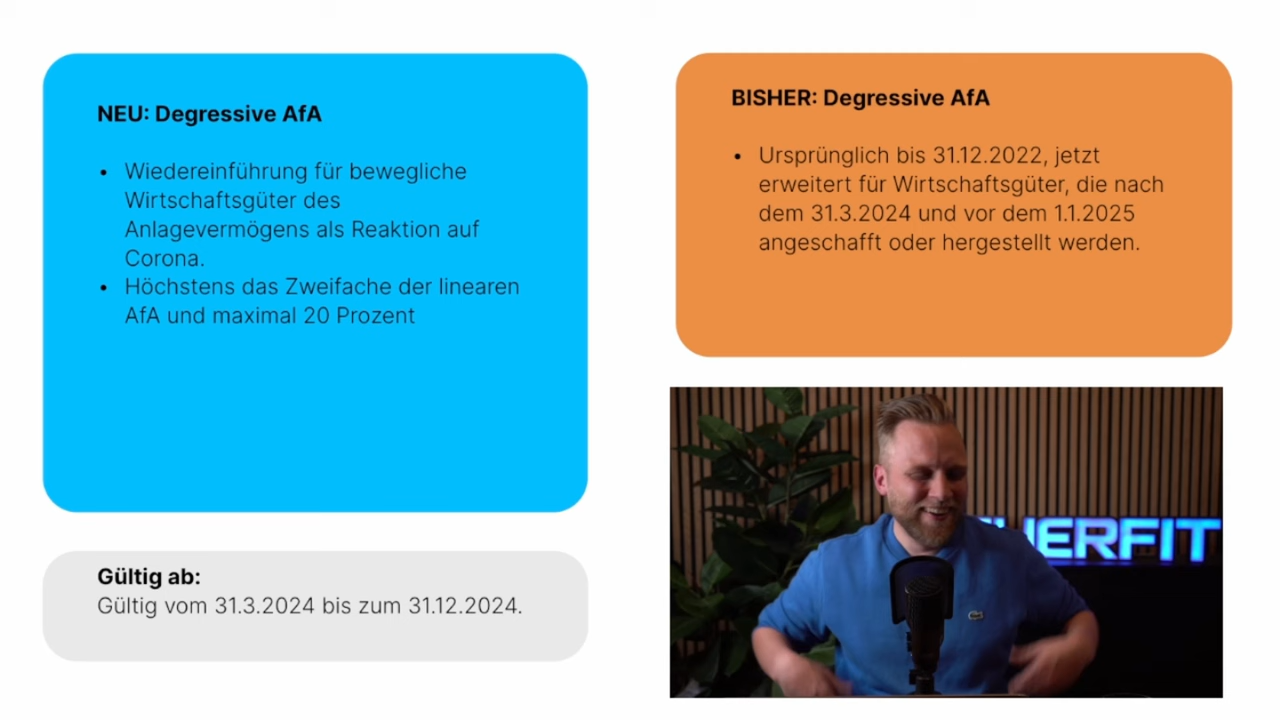 NEU: Degressive AfA
• Wiedereinführung für bewegliche
Wirtschaftsgüter des
Anlagevermögens als Reaktion auf
Corona.
• Höchstens das Zweifache der linearen
AfA und maximal 20 Prozent
Gültig ab:
Gültig vom 31.3.2024 bis zum 31.12.2024.
BISHER: Degressive AfA
• Ursprünglich bis 31.12.2022, jetzt
erweitert für Wirtschaftsgüter, die nach
dem 31.3.2024 und vor dem 1.1.2025
angeschafft oder hergestellt werden.